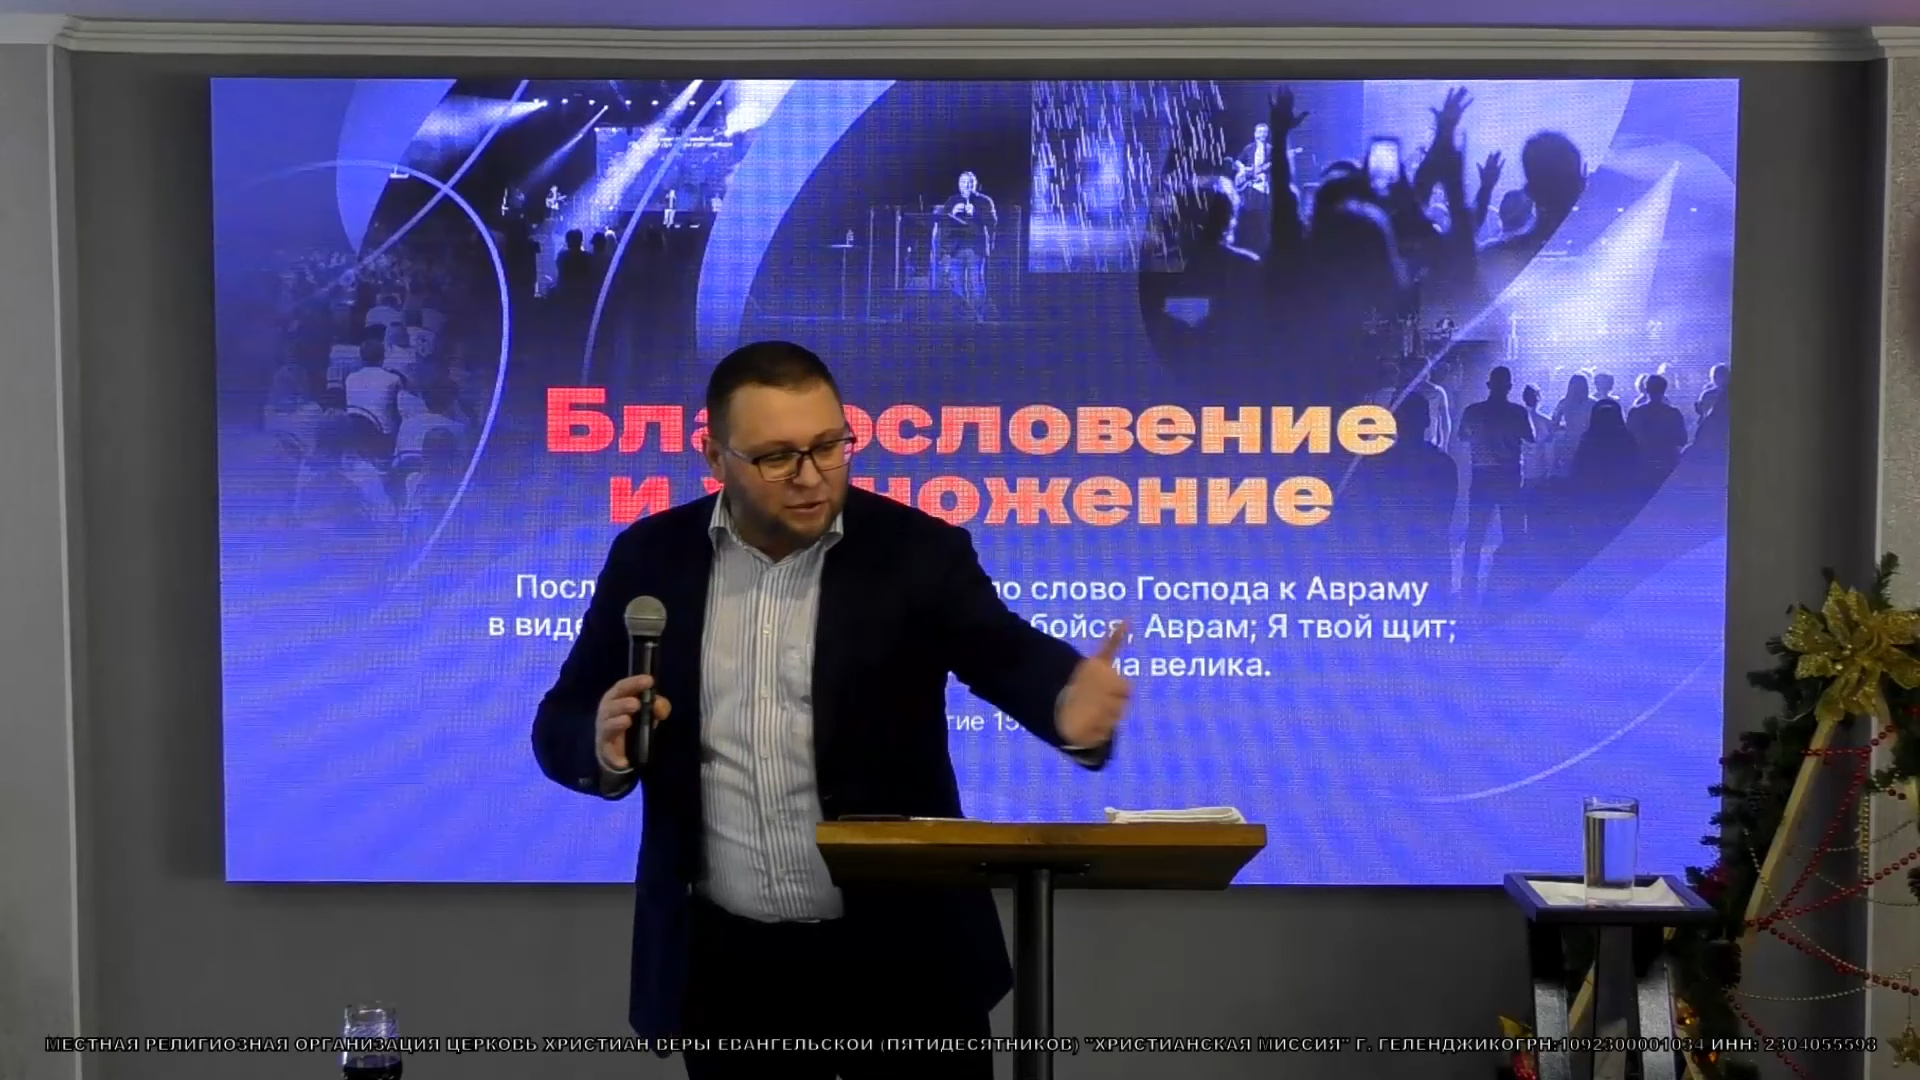 Бла ословение
и ножение
Посл о слово Господа к Авраму
в виде бойся, Аврам; Я твой щит;
ма велика.
тие 15:
МЕСТНАЯ РЕЛИГИОЗНАЯ ОРГАНИЗАЦИЯ ЦЕРКОВЬ ХРИСТИАН ВЕРЫ ЕВАНГЕЛЬСКОЙ (ПЯТИДЕСЯТНИКОВ) "ХРИСТИАНСКАЯ МИССИЯ" Г. ГЕЛЕНДЖИКОГРН:1092300001034 ИНН: 2304055598